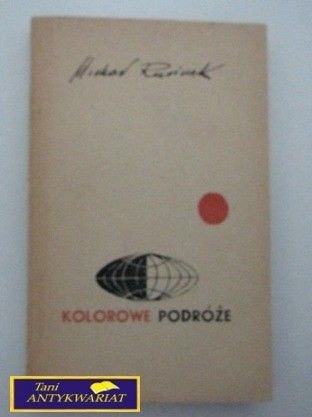 Michał Rusinek
KOLOROWE PODRÓŻE
Tani
ANTYKWARIAT